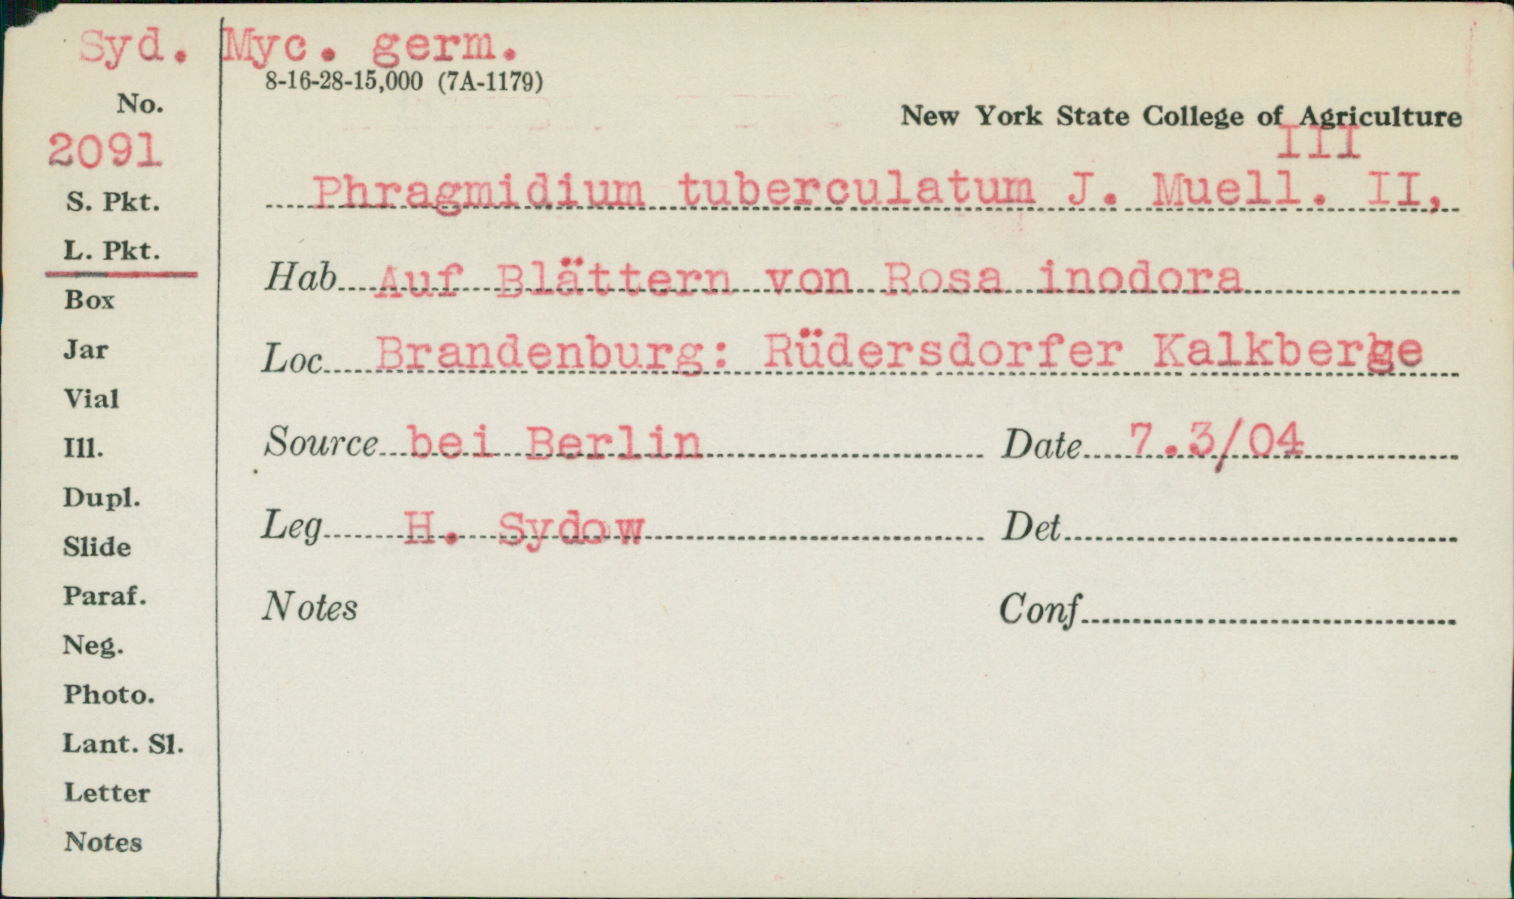 Syd. Myc. germ.
8-16-28-15,000 (7A-1179)
No.
New York State College of Agriculture
2091
III
Phragmidium tuberculatum J. Muell. II,
S. Pkt.
L. Pkt.
Hab Auf Blättern von Rosa inodora
Box
Jar
Loc Brandenburg: Rüdersdorfer Kalkberge
Vial
Ill.
Source bei Berlin Date 7.3/04
Dupl.
Slide
Leg H. Sydow Det
Paraf.
Notes Conf
Neg.
Photo.
Lant. Sl.
Letter
Notes